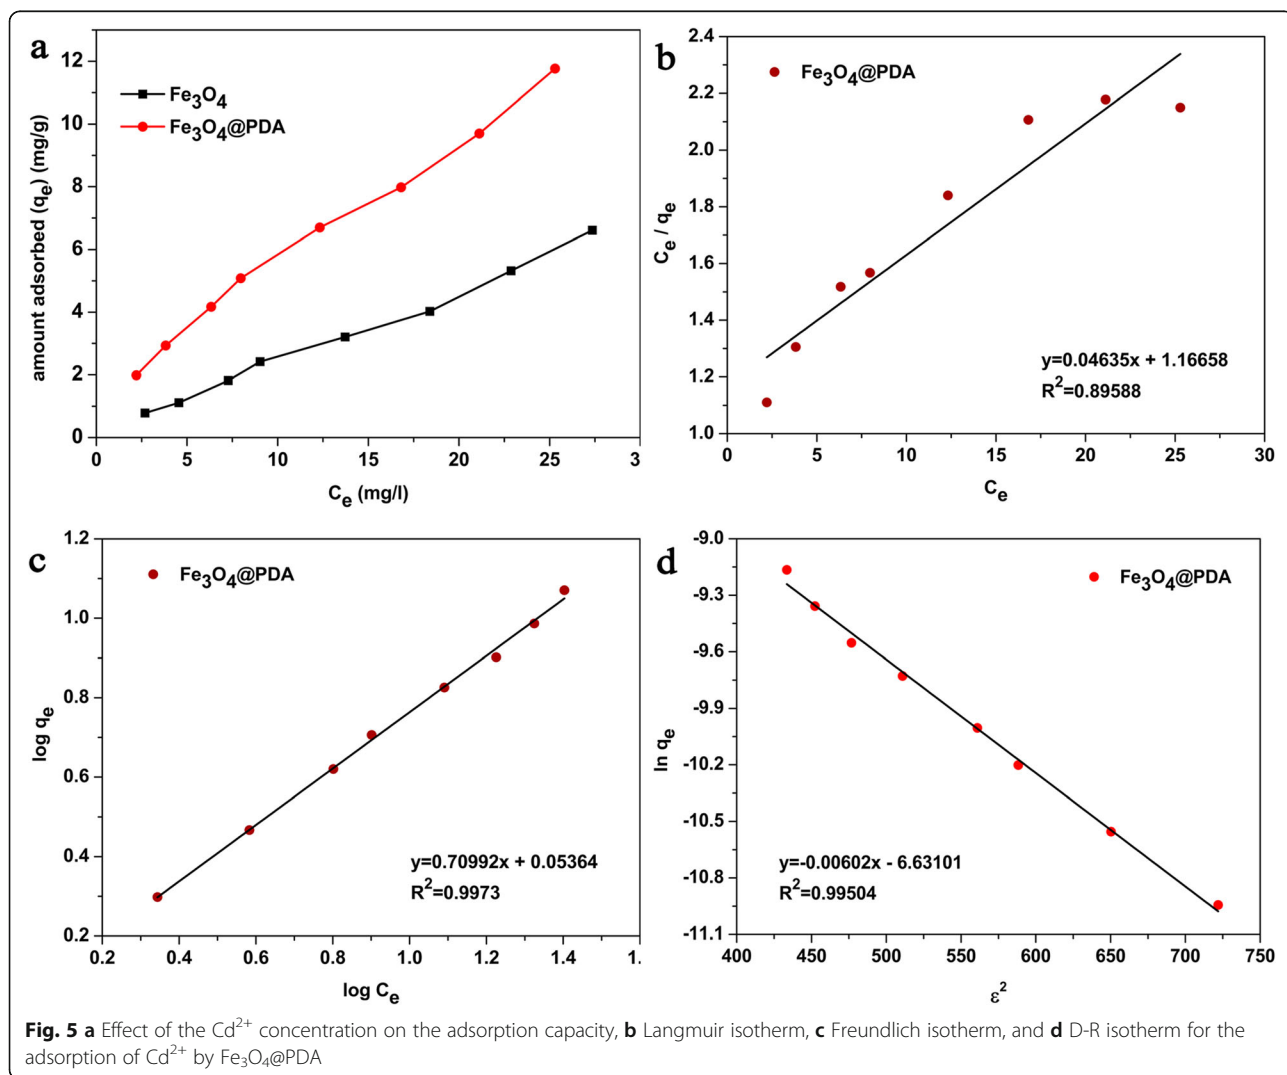 a
12
10
8
6
4
2
0
amount adsorbed (qe) (mg/g)
Fe3O4
Fe3O4@PDA
0 5 10 15 20 25 3
Ce (mg/l)
b
2.4
2.2
2.0
1.8
1.6
1.4
1.2
1.0
Ce / qe
Fe3O4@PDA
y=0.04635x + 1.16658
R²=0.89588
0 5 10 15 20 25 30
Ce
c
1.2
1.0
0.8
0.6
0.4
0.2
log qe
Fe3O4@PDA
y=0.70992x + 0.05364
R²=0.9973
0.2 0.4 0.6 0.8 1.0 1.2 1.4 1.
log Ce
d
-9.0
-9.3
-9.6
-9.9
-10.2
-10.5
-10.8
-11.1
ln qe
Fe3O4@PDA
y=-0.00602x - 6.63101
R²=0.99504
400 450 500 550 600 650 700 750
ε²
Fig. 5 a Effect of the Cd²⁺ concentration on the adsorption capacity, b Langmuir isotherm, c Freundlich isotherm, and d D-R isotherm for the
adsorption of Cd²⁺ by Fe₃O₄@PDA